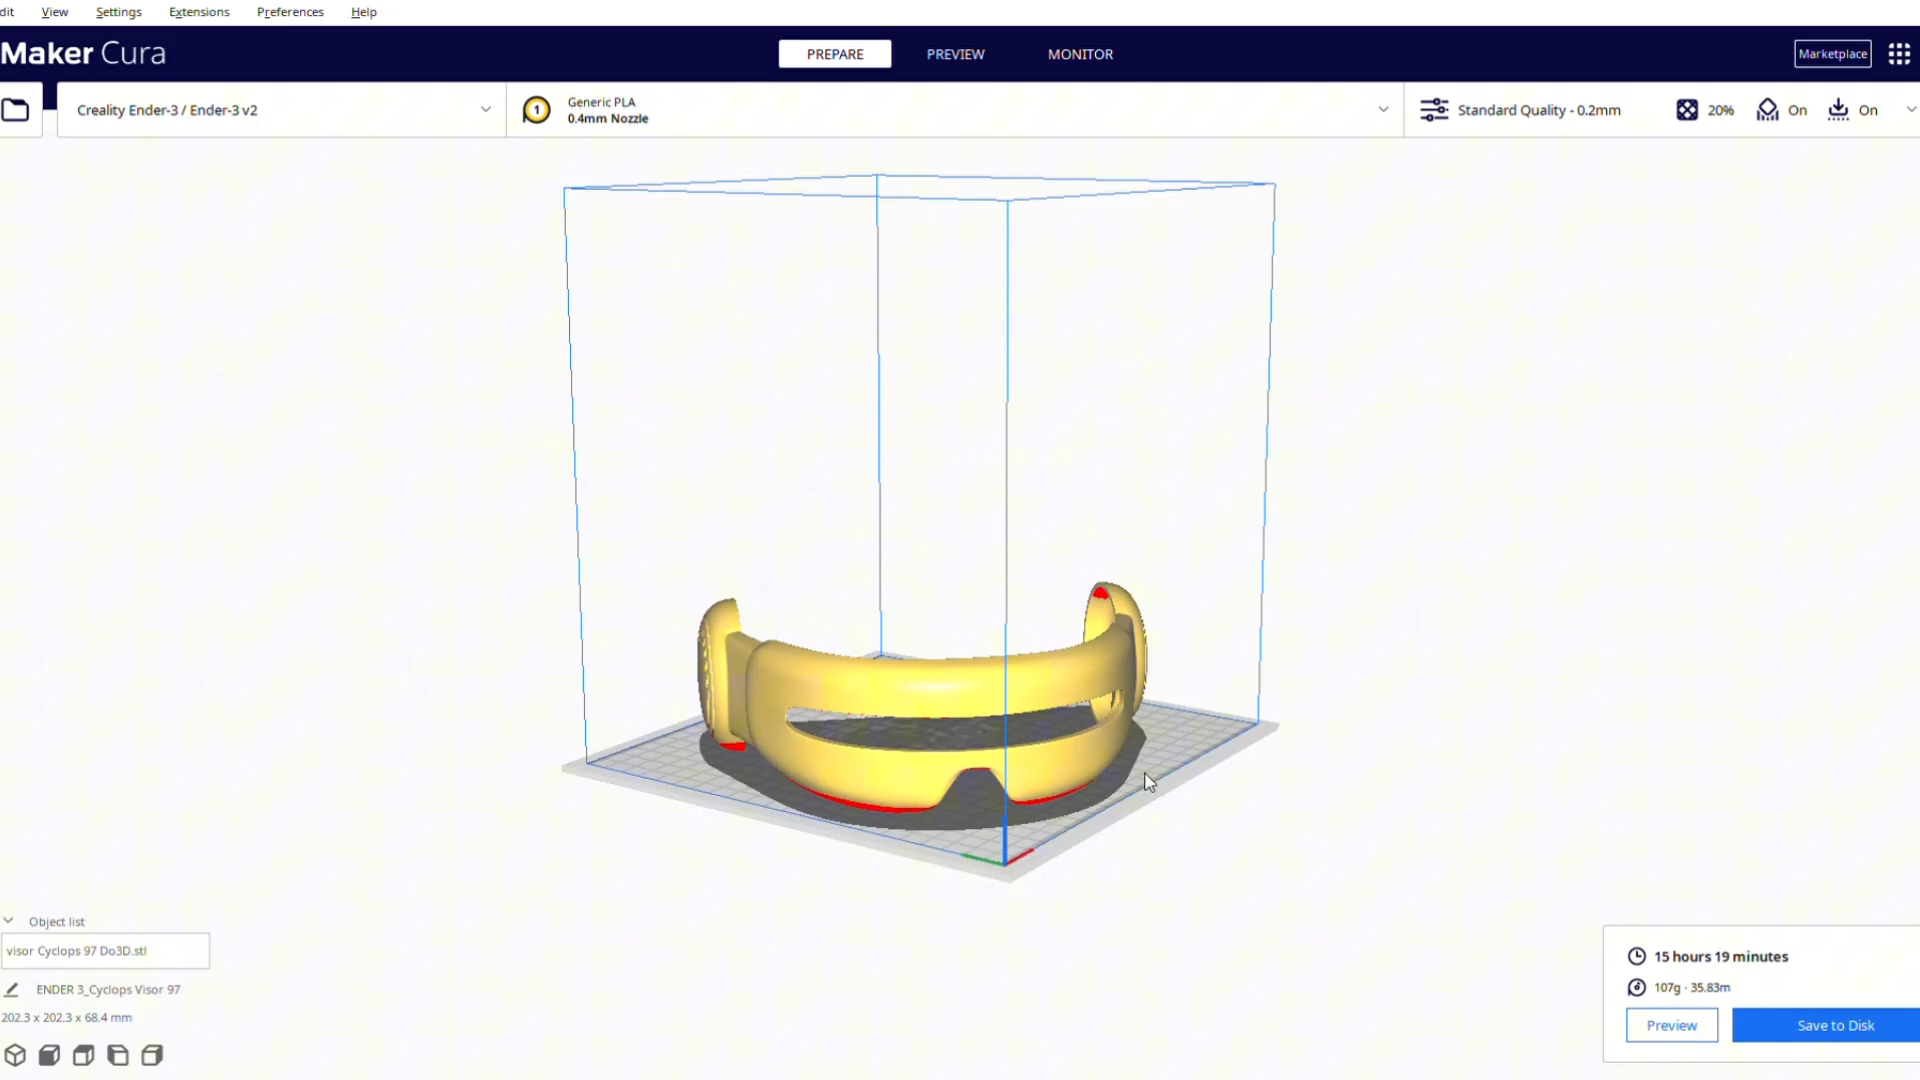 dit View Settings Extensions Preferences Help
Maker Cura PREPARE PREVIEW MONITOR Marketplace
Creality Ender-3 / Ender-3 v2
1
Generic PLA
0.4mm Nozzle
Standard Quality - 0.2mm 20% On On
Object list
visor Cyclops 97 Do3D.stl
ENDER 3_Cyclops Visor 97
202.3 x 202.3 x 68.4 mm
15 hours 19 minutes
107g · 35.83m
Preview Save to Disk